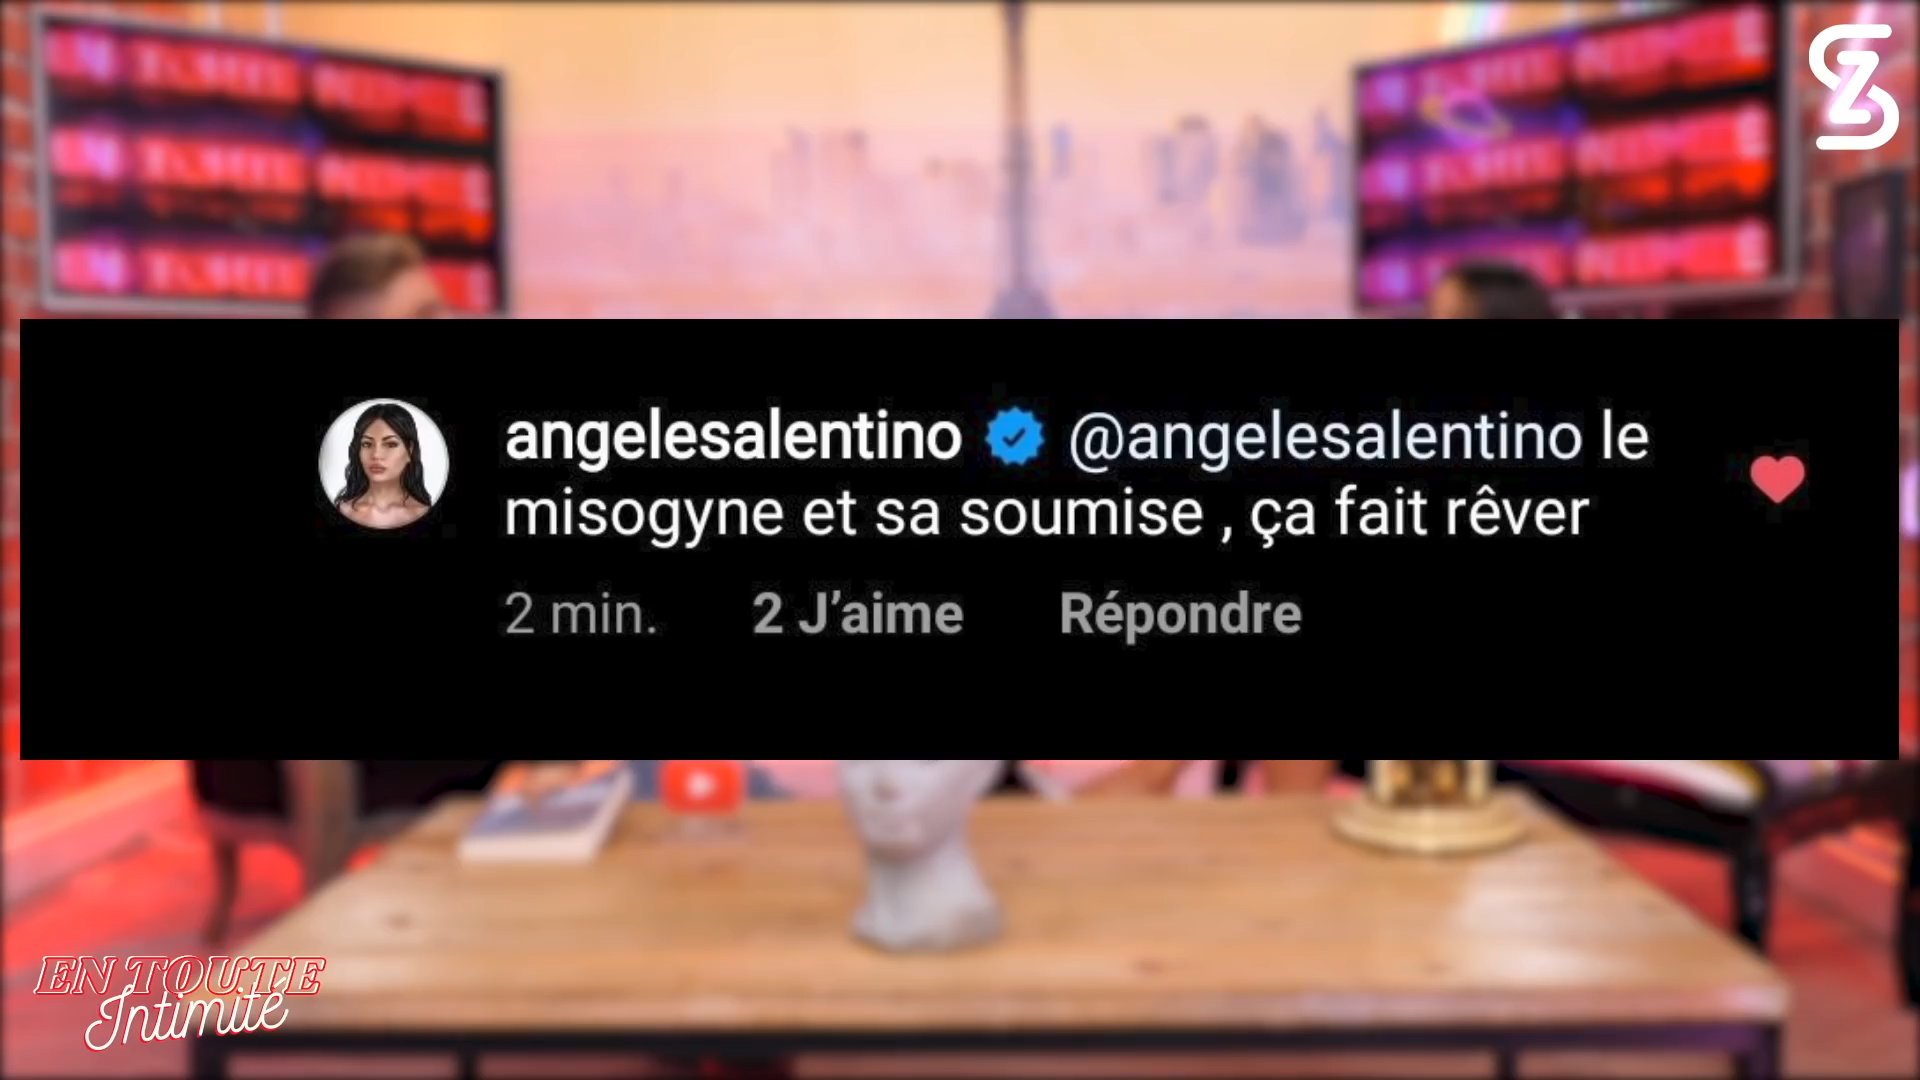 angelesalentino @angelesalentino le
misogyne et sa soumise , ça fait rêver
2 min. 2 J’aime Répondre
EN TOUTE
Intimité